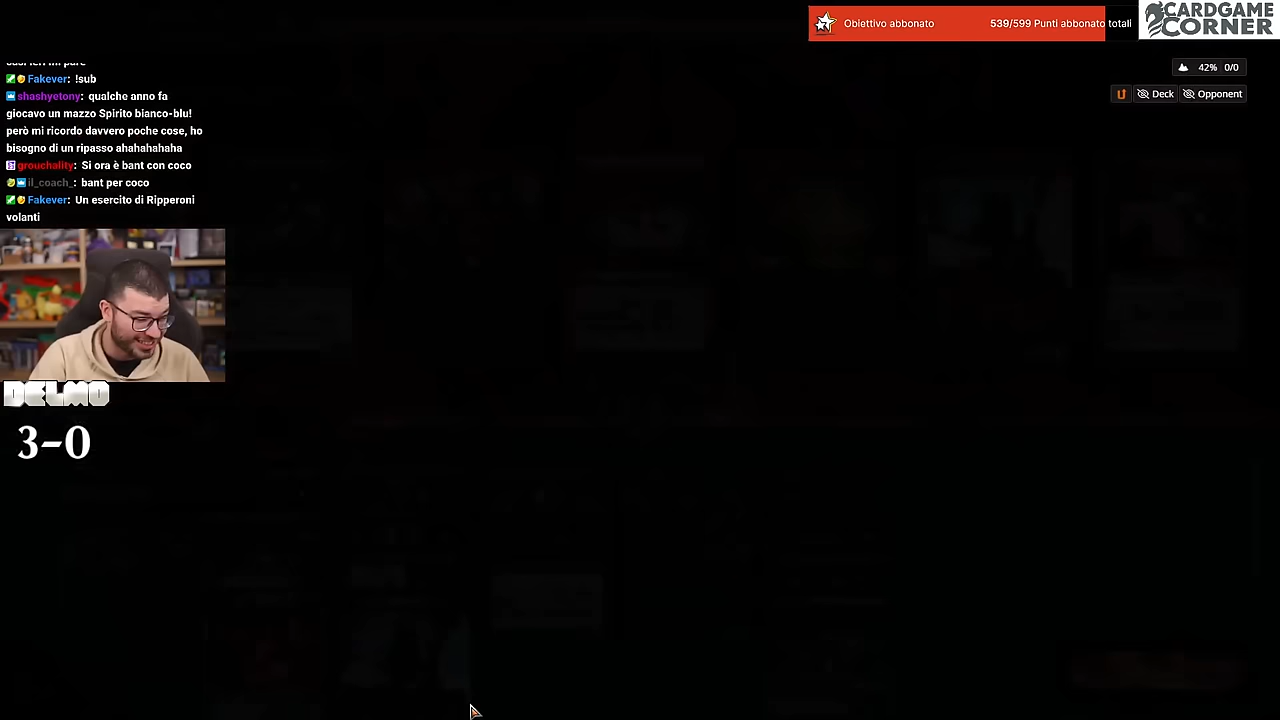 Obiettivo abbonato 539/599 Punti abbonato totali
CARDGAME
CORNER
42% 0/0
Deck Opponent
Fakever: !sub
shashyetony: qualche anno fa
giocavo un mazzo Spirito bianco-blu!
però mi ricordo davvero poche cose, ho
bisogno di un ripasso ahahahahaha
grouchality: Si ora è bant con coco
il_coach_: bant per coco
Fakever: Un esercito di Ripperoni
volanti
DELMO
3-0